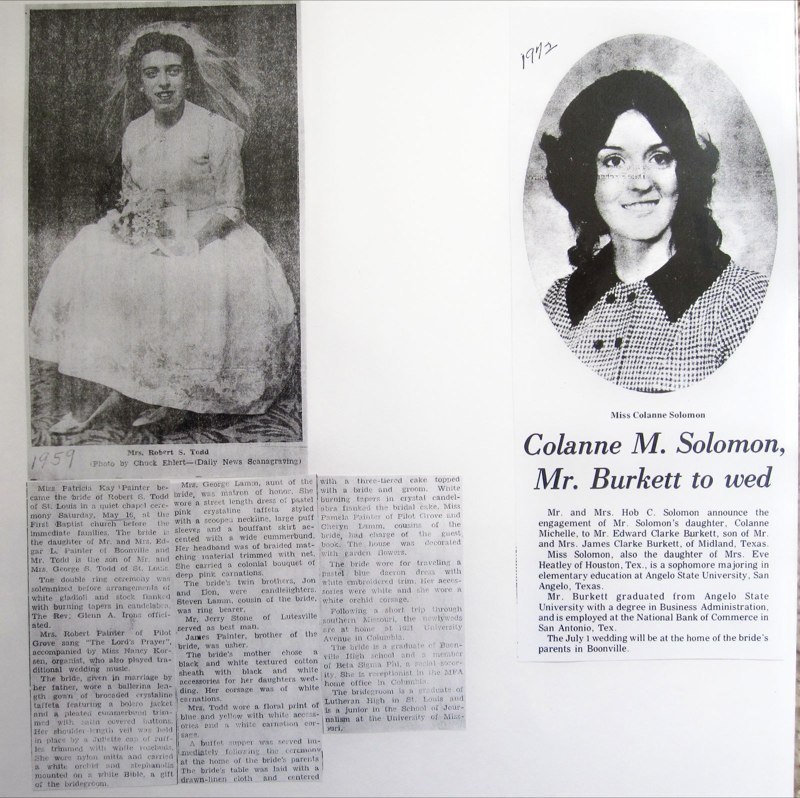 Mrs. Robert S. Todd
1959
(Photo by Chuck Ehlert—(Daily News Scanagraving)
Miss Patricia Kay Painter be-
came the bride of Robert S. Todd
of St. Louis in a quiet chapel cer-
emony Saturday, May 16, at the
First Baptist church before the
immediate families. The bride is
the daughter of Mr. and Mrs. Ed-
gar L. Painter of Boonville and
Mr. Todd is the son of Mr. and
Mrs. George S. Todd of St. Louis.
The double ring ceremony was
solemnized before arrangements of
white gladioli and stock flanked
with burning tapers in candelabra.
The Rev. Glenn A. Irons offici-
ated.
Mrs. Robert Painter of Pilot
Grove sang "The Lord's Prayer"
accompanied by Miss Nancy
organist, who also played tra-
ditional wedding music.
The bride, given in marriage by
her father, wore a ballerina len-
gth gown of brocaded crystaline
taffeta featuring a bolero jacket
and a pleated cummerbund trim-
med with satin covered buttons.
Her shoulder-length veil was held
in place by a Juliette cap of ruf-
fles trimmed with white rosebuds.
She wore nylon mitts and carried
a white orchid and stephanotis
mounted on a white Bible, a gift
of the bridegroom.
Mrs. George Lamm, aunt of the
bride, was matron of honor. She
wore a street length dress of pastel
pink crystaline taffeta styled
with a scooped neckline, large puff
sleeves and a bouffant skirt ac-
cented with a wide cummerbund.
Her headband was of braided mat-
ching material trimmed with net.
She carried a colonial bouquet of
deep pink carnations.
The bride's twin brothers, Jon
and Don, were candlelighters.
Steven Lamm, cousin of the bride,
was ring bearer.
Mr. Jerry Stone of Lutesville
served as best man.
James Painter, brother of the
bride, was usher.
The bride's mother chose a
black and white textured cotton
sheath with black and white
accessories for her daughters wed-
ding. Her corsage was of white
carnations.
Mrs. Todd wore a floral print of
blue and yellow with white acces-
sories and a white carnation cor-
sage.
A buffet supper was served im-
mediately following the ceremony
at the home of the bride's parents
The bride's table was laid with a
drawn-linen cloth and centered
with a three-tiered cake topped
with a bride and groom. White
burning tapers in crystal candel-
abra flanked the bridal cake. Miss
Pamela Painter of Pilot Grove and
Cheryn Lamm, cousins of the
bride, had charge of the guest
book. The house was decorated
with garden flowers.
The bride wore for traveling a
pastel blue dacron dress with
white embroidered trim. Her acces-
sories were white and she wore a
white orchid corsage.
Following a short trip through
southern Missouri, the newlyweds
are at home at University
Avenue in Columbia.
The bride is a graduate of Boon-
ville High school and a member
of Beta Sigma Phi, a social soror-
ity. She is receptionist in the MFA
home office in Columbia.
The bridegroom is a graduate of
Lutheran High in St. Louis and
is a junior in the School of Jour-
nalism at the University of Miss-
ouri.
1972
Miss Colanne Solomon
Colanne M. Solomon,
Mr. Burkett to wed
Mr. and Mrs. Hob C. Solomon announce the
engagement of Mr. Solomon's daughter, Colanne
Michelle, to Mr. Edward Clarke Burkett, son of Mr.
and Mrs. James Clarke Burkett, of Midland, Texas.
Miss Solomon, also the daughter of Mrs. Eve
Heatley of Houston, Tex., is a sophomore majoring in
elementary education at Angelo State University, San
Angelo, Texas.
Mr. Burkett graduated from Angelo State
University with a degree in Business Administration,
and is employed at the National Bank of Commerce in
San Antonio, Tex.
The July 1 wedding will be at the home of the bride's
parents in Boonville.